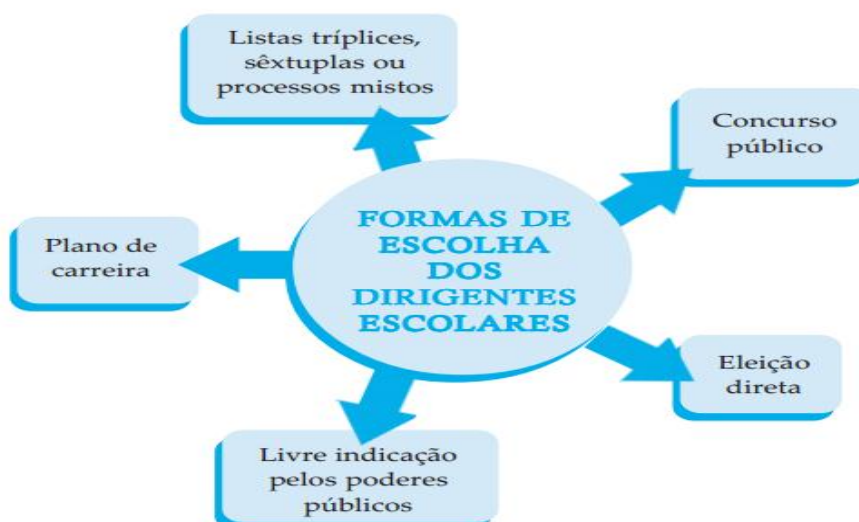 Listas tríplices,
sêxtuplas ou
processos mistos
Concurso
público
FORMAS DE
ESCOLHA
DOS
DIRIGENTES
ESCOLARES
Plano de
carreira
Eleição
direta
Livre indicação
pelos poderes
públicos